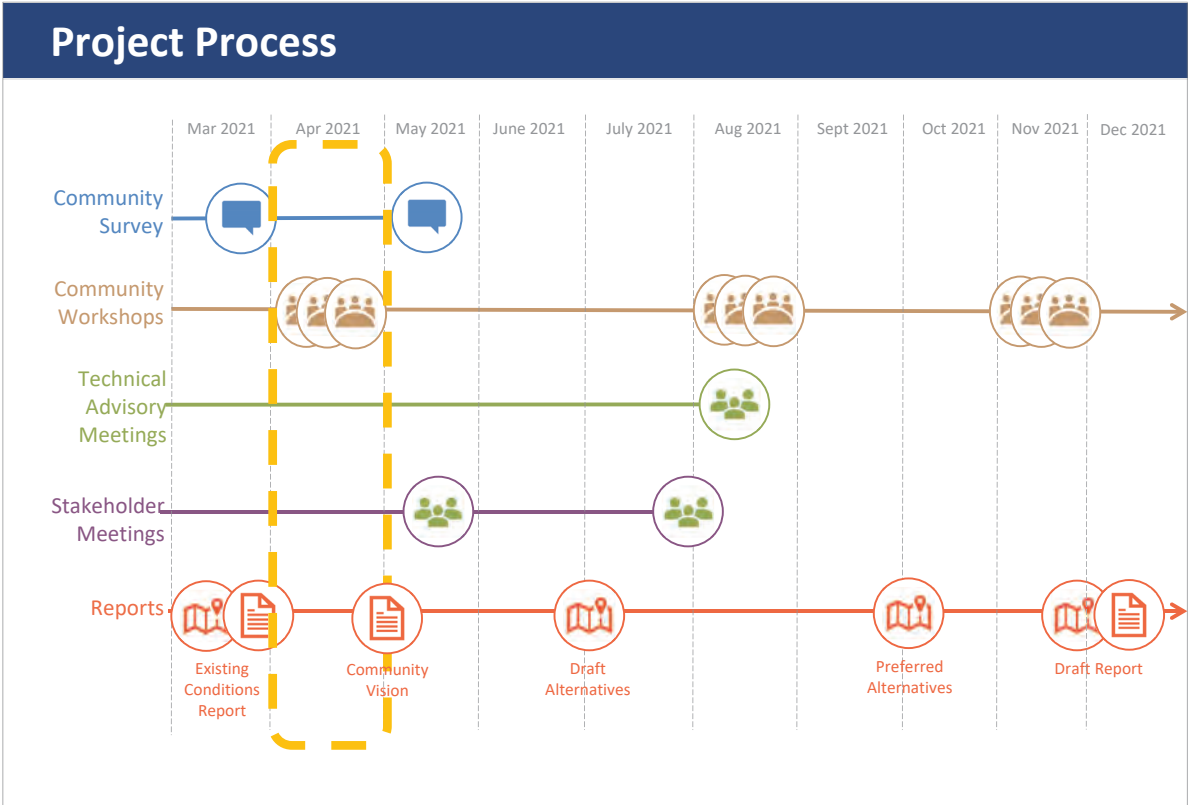 Project Process
Mar 2021 Apr 2021 May 2021 June 2021 July 2021 Aug 2021 Sept 2021 Oct 2021 Nov 2021 Dec 2021
Community
Survey
Community
Workshops
Technical
Advisory
Meetings
Stakeholder
Meetings
Reports
Existing
Conditions
Report
Community
Vision
Draft
Alternatives
Preferred
Alternatives
Draft Report